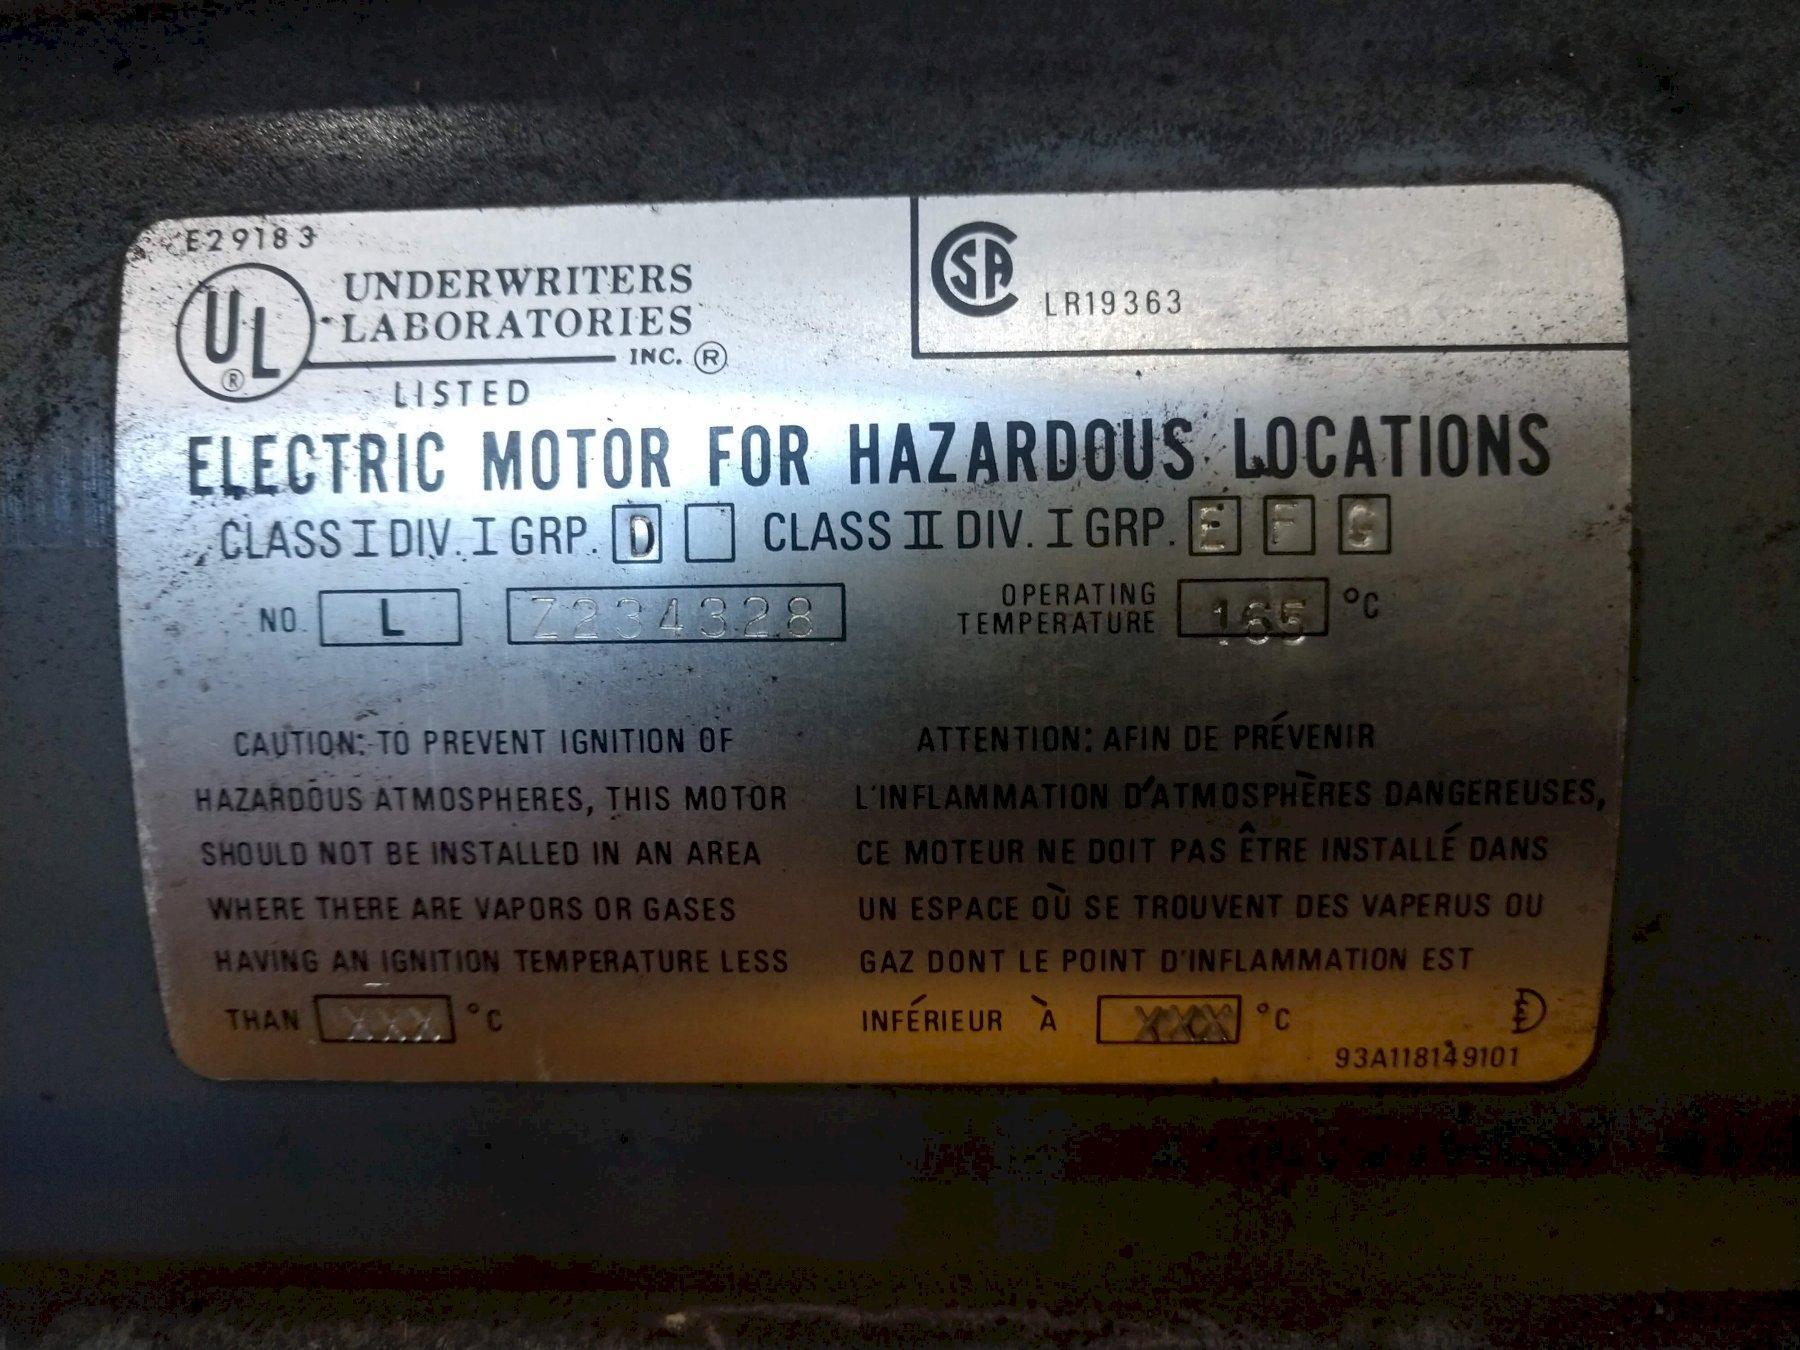 E29183
UL®
UNDERWRITERS
LABORATORIES
INC. ®
LISTED
CSA LR19363
ELECTRIC MOTOR FOR HAZARDOUS LOCATIONS
CLASS I DIV. I GRP. D CLASS II DIV. I GRP. E F G
NO. L Z234328 OPERATING TEMPERATURE 165 °C
CAUTION: TO PREVENT IGNITION OF
HAZARDOUS ATMOSPHERES, THIS MOTOR
SHOULD NOT BE INSTALLED IN AN AREA
WHERE THERE ARE VAPORS OR GASES
HAVING AN IGNITION TEMPERATURE LESS
THAN XXX °C
ATTENTION: AFIN DE PRÉVENIR
L'INFLAMMATION D'ATMOSPHÈRES DANGEREUSES,
CE MOTEUR NE DOIT PAS ÊTRE INSTALLÉ DANS
UN ESPACE OÙ SE TROUVENT DES VAPERUS OU
GAZ DONT LE POINT D'INFLAMMATION EST
INFÉRIEUR À XXX °C
93A118149101